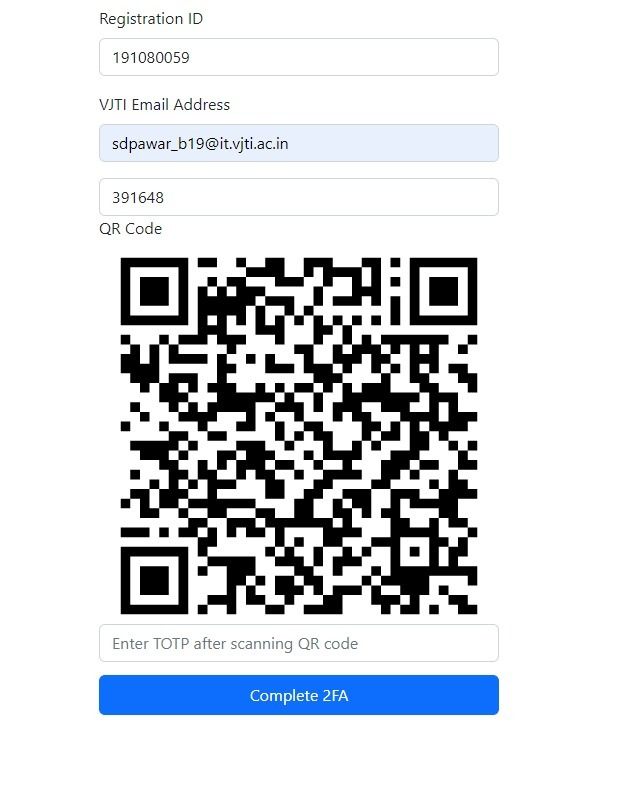 Registration ID
191080059
VJTI Email Address
sdpawar_b19@it.vjti.ac.in
391648
QR Code
Enter TOTP after scanning QR code
Complete 2FA